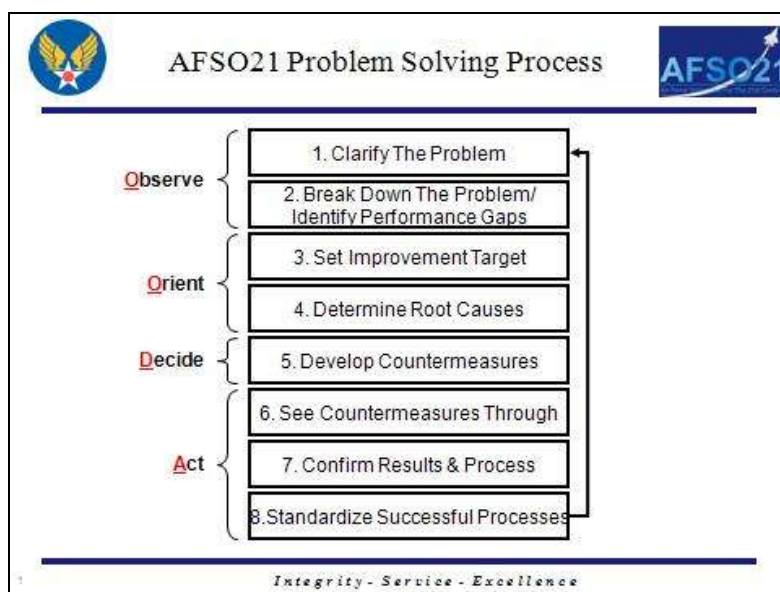 AFSO21 Problem Solving Process
AFSO21
Observe
1. Clarify The Problem
2. Break Down The Problem/
Identify Performance Gaps
Orient
3. Set Improvement Target
4. Determine Root Causes
Decide
5. Develop Countermeasures
Act
6. See Countermeasures Through
7. Confirm Results & Process
8.Standardize Successful Processes
Integrity - Service - Excellence